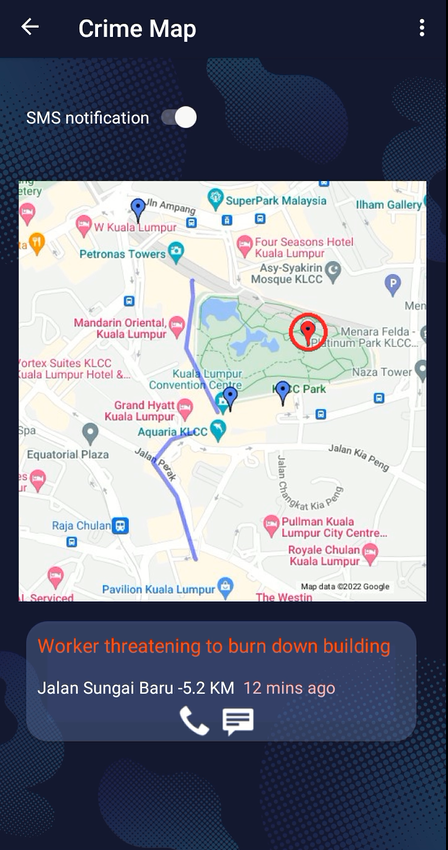 Crime Map
SMS notification
Jln Ampang
SuperPark Malaysia
W Kuala Lumpur
Ilham Gallery
Petronas Towers
Four Seasons Hotel
Kuala Lumpur
Asy-Syakirin
Mosque KLCC
Mandarin Oriental,
Kuala Lumpur
Menara Felda -
Platinum Park KLCC...
Vortex Suites KLCC
Kuala Lumpur Hotel &...
Naza Tower
Kuala Lumpur
Convention Centre
KLCC Park
Grand Hyatt
Kuala Lumpur
Aquaria KLCC
Spa
Equatorial Plaza
Jalan Perak
Jalan Kia Peng
Jalan Changkat Kia Peng
Raja Chulan
Pullman Kuala
Lumpur City Centre...
Royale Chulan
Kuala Lumpur
Map data ©2022 Google
AL Serviced
Pavilion Kuala Lumpur
The Westin
Worker threatening to burn down building
Jalan Sungai Baru -5.2 KM 12 mins ago